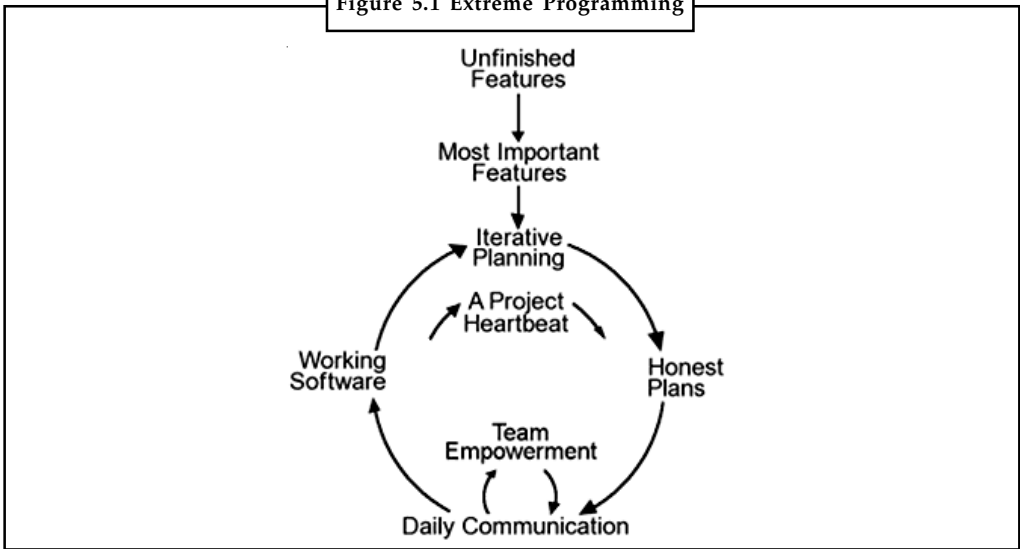 Figure 5.1 Extreme Programming
Unfinished
Features
Most Important
Features
Iterative
Planning
A Project
Heartbeat
Working
Software
Honest
Plans
Team
Empowerment
Daily Communication